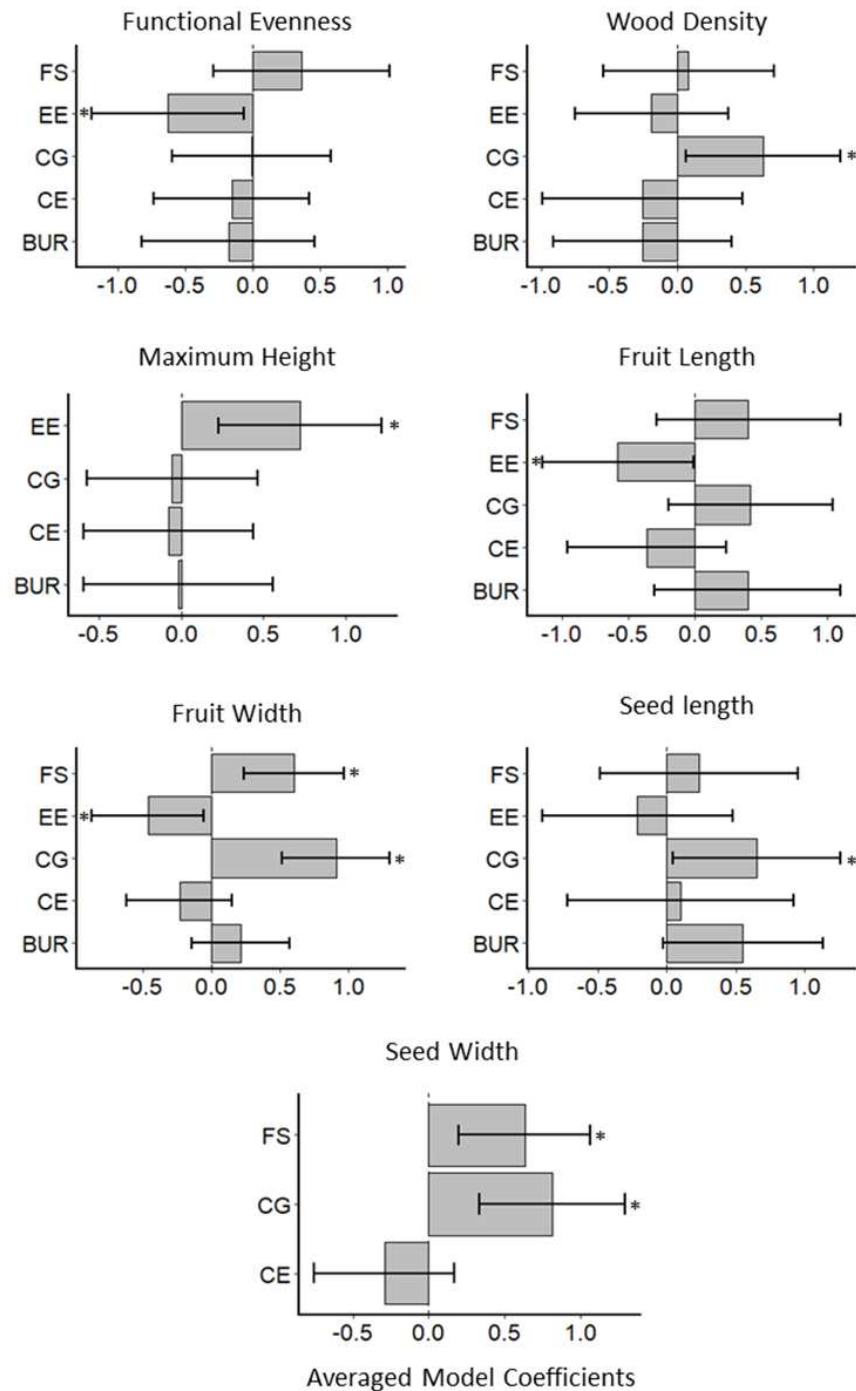 Functional Evenness
FS
EE
*
CG
CE
BUR
-1.0 -0.5 0.0 0.5 1.0
Wood Density
FS
EE
CG
*
CE
BUR
-1.0 -0.5 0.0 0.5 1.0
Maximum Height
EE
*
CG
CE
BUR
-0.5 0.0 0.5 1.0
Fruit Length
FS
EE
*
CG
CE
BUR
-1.0 -0.5 0.0 0.5 1.0
Fruit Width
FS
*
EE
*
CG
*
CE
BUR
-0.5 0.0 0.5 1.0
Seed length
FS
EE
CG
*
CE
BUR
-1.0 -0.5 0.0 0.5 1.0
Seed Width
FS
*
CG
*
CE
-0.5 0.0 0.5 1.0
Averaged Model Coefficients